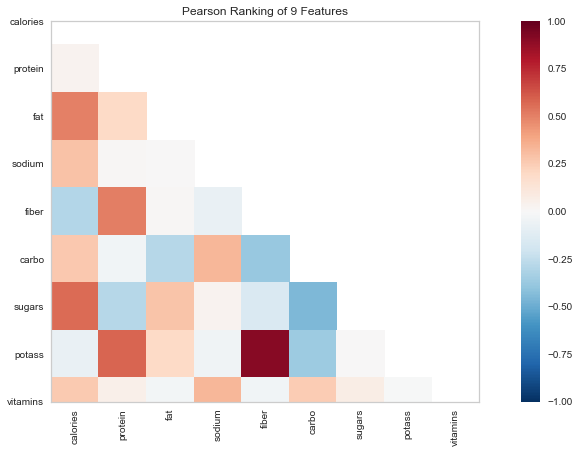 Pearson Ranking of 9 Features
calories
protein
fat
sodium
fiber
carbo
sugars
potass
vitamins
calories
protein
fat
sodium
fiber
carbo
sugars
potass
vitamins
1.00
0.75
0.50
0.25
0.00
−0.25
−0.50
−0.75
−1.00